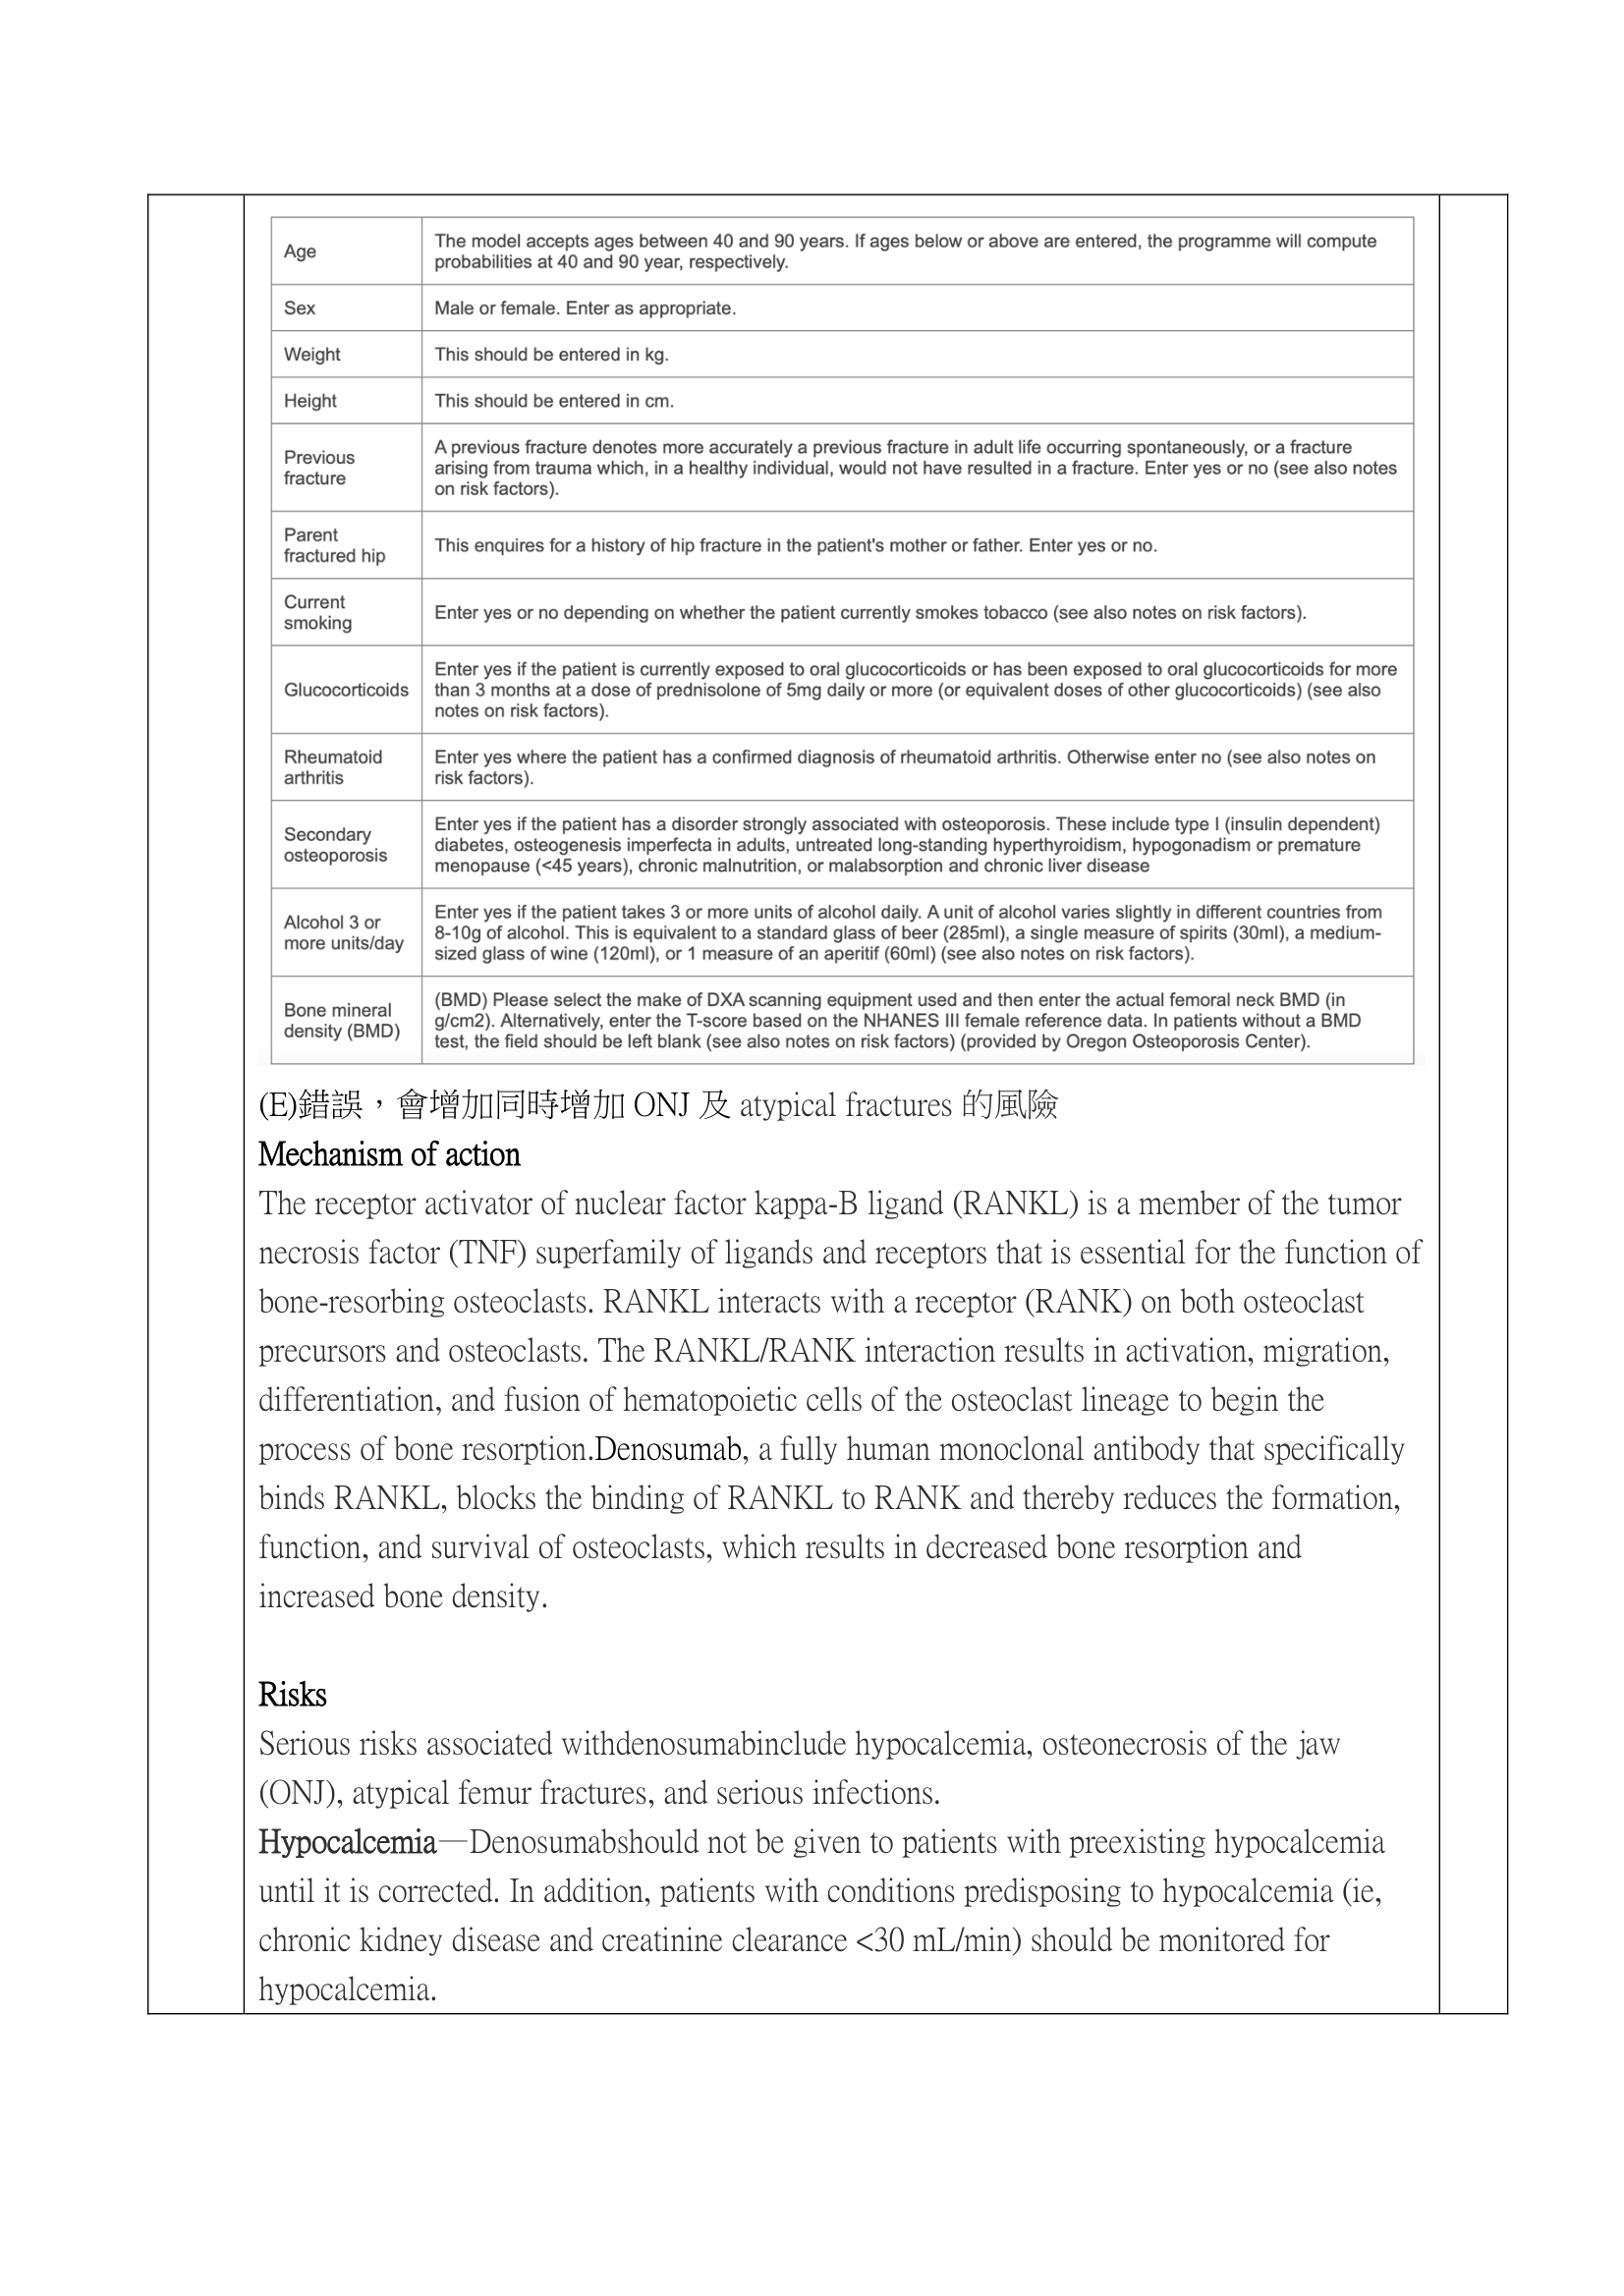 Age
The model accepts ages between 40 and 90 years. If ages below or above are entered, the programme will compute
probabilities at 40 and 90 year, respectively.
Sex
Male or female. Enter as appropriate.
Weight
This should be entered in kg.
Height
This should be entered in cm.
Previous
fracture
A previous fracture denotes more accurately a previous fracture in adult life occurring spontaneously, or a fracture
arising from trauma which, in a healthy individual, would not have resulted in a fracture. Enter yes or no (see also notes
on risk factors).
Parent
fractured hip
This enquires for a history of hip fracture in the patient's mother or father. Enter yes or no.
Current
smoking
Enter yes or no depending on whether the patient currently smokes tobacco (see also notes on risk factors).
Glucocorticoids
Enter yes if the patient is currently exposed to oral glucocorticoids or has been exposed to oral glucocorticoids for more
than 3 months at a dose of prednisolone of 5mg daily or more (or equivalent doses of other glucocorticoids) (see also
notes on risk factors).
Rheumatoid
arthritis
Enter yes where the patient has a confirmed diagnosis of rheumatoid arthritis. Otherwise enter no (see also notes on
risk factors).
Secondary
osteoporosis
Enter yes if the patient has a disorder strongly associated with osteoporosis. These include type I (insulin dependent)
diabetes, osteogenesis imperfecta in adults, untreated long-standing hyperthyroidism, hypogonadism or premature
menopause (<45 years), chronic malnutrition, or malabsorption and chronic liver disease
Alcohol 3 or
more units/day
Enter yes if the patient takes 3 or more units of alcohol daily. A unit of alcohol varies slightly in different countries from
8-10g of alcohol. This is equivalent to a standard glass of beer (285ml), a single measure of spirits (30ml), a medium-
sized glass of wine (120ml), or 1 measure of an aperitif (60ml) (see also notes on risk factors).
Bone mineral
density (BMD)
(BMD) Please select the make of DXA scanning equipment used and then enter the actual femoral neck BMD (in
g/cm2). Alternatively, enter the T-score based on the NHANES III female reference data. In patients without a BMD
test, the field should be left blank (see also notes on risk factors) (provided by Oregon Osteoporosis Center).
(E)錯誤，會增加同時增加 ONJ 及 atypical fractures 的風險
Mechanism of action
The receptor activator of nuclear factor kappa-B ligand (RANKL) is a member of the tumor
necrosis factor (TNF) superfamily of ligands and receptors that is essential for the function of
bone-resorbing osteoclasts. RANKL interacts with a receptor (RANK) on both osteoclast
precursors and osteoclasts. The RANKL/RANK interaction results in activation, migration,
differentiation, and fusion of hematopoietic cells of the osteoclast lineage to begin the
process of bone resorption.Denosumab, a fully human monoclonal antibody that specifically
binds RANKL, blocks the binding of RANKL to RANK and thereby reduces the formation,
function, and survival of osteoclasts, which results in decreased bone resorption and
increased bone density.
Risks
Serious risks associated withdenosumabinclude hypocalcemia, osteonecrosis of the jaw
(ONJ), atypical femur fractures, and serious infections.
Hypocalcemia—Denosumabshould not be given to patients with preexisting hypocalcemia
until it is corrected. In addition, patients with conditions predisposing to hypocalcemia (ie,
chronic kidney disease and creatinine clearance <30 mL/min) should be monitored for
hypocalcemia.